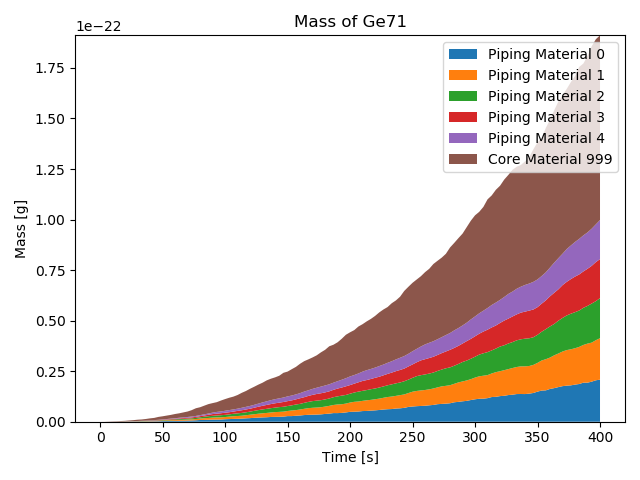 Mass of Ge71
1e−22
1.75
1.50
1.25
1.00
0.75
0.50
0.25
0.00
Mass [g]
Piping Material 0
Piping Material 1
Piping Material 2
Piping Material 3
Piping Material 4
Core Material 999
0 50 100 150 200 250 300 350 400
Time [s]